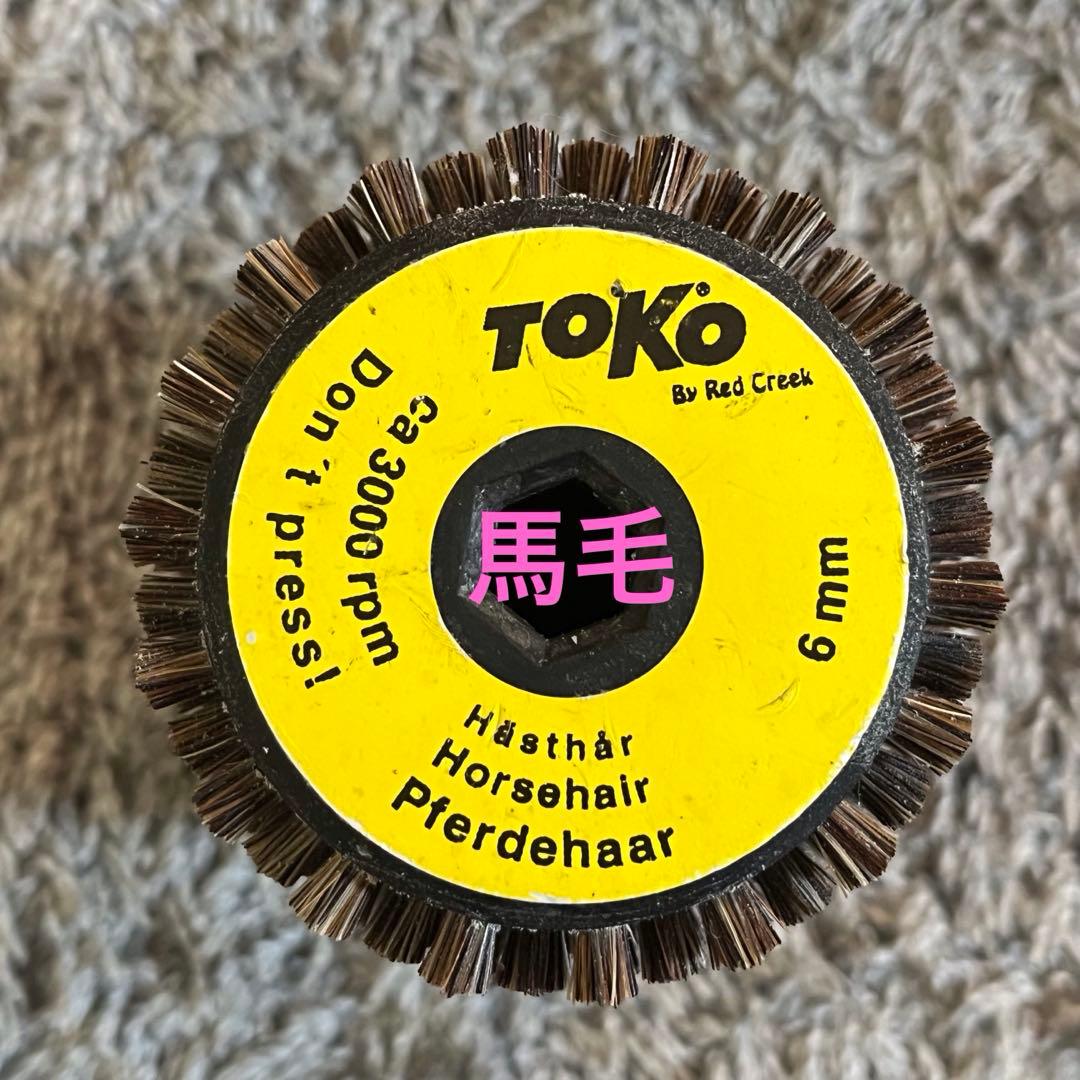 TOKO
By Red Creek
ca 3000 rpm
Don´t press!
馬毛
6 mm
Hästhår
Horsehair
Pferdehaar